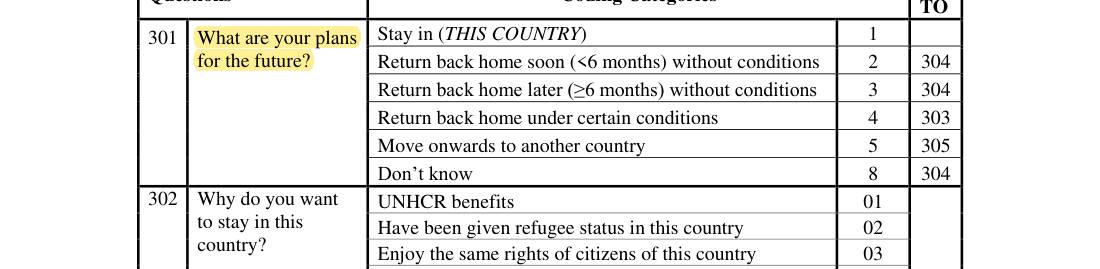 TO
301 What are your plans for the future? Stay in (THIS COUNTRY) 1
Return back home soon (<6 months) without conditions 2 304
Return back home later (≥6 months) without conditions 3 304
Return back home under certain conditions 4 303
Move onwards to another country 5 305
Don’t know 8 304
302 Why do you want to stay in this country? UNHCR benefits 01
Have been given refugee status in this country 02
Enjoy the same rights of citizens of this country 03